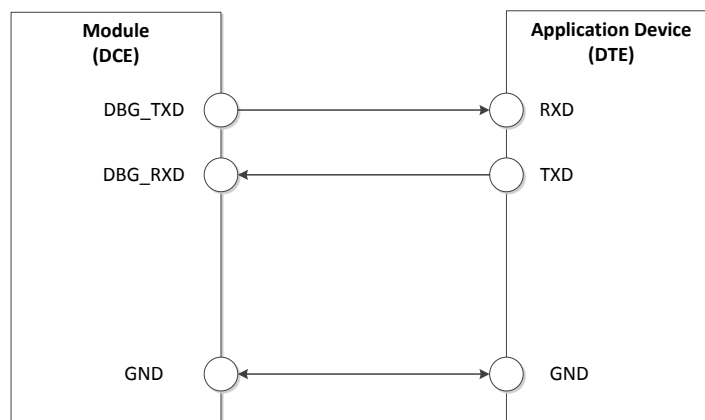 Module
(DCE)
Application Device
(DTE)
DBG_TXD
RXD
DBG_RXD
TXD
GND
GND